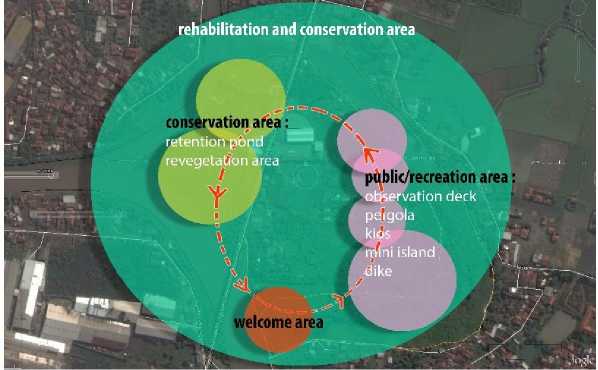 rehabilitation and conservation area
conservation area :
retention pond
revegetation area
public/recreation area :
observation deck
pergola
kids
mini island
dike
welcome area